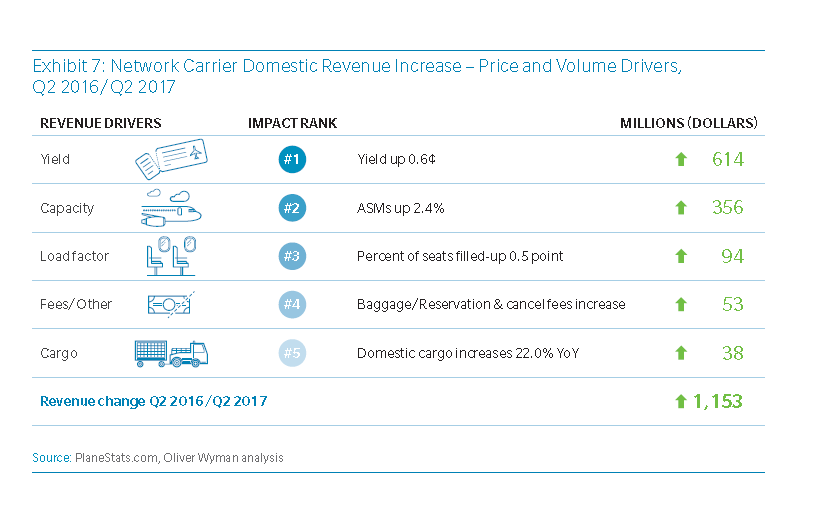 Exhibit 7: Network Carrier Domestic Revenue Increase – Price and Volume Drivers,
Q2 2016/Q2 2017
REVENUE DRIVERS IMPACT RANK MILLIONS (DOLLARS)
Yield #1 Yield up 0.6¢ 614
Capacity #2 ASMs up 2.4% 356
Load factor #3 Percent of seats filled-up 0.5 point 94
Fees/Other #4 Baggage/Reservation & cancel fees increase 53
Cargo #5 Domestic cargo increases 22.0% YoY 38
Revenue change Q2 2016/Q2 2017 1,153
Source: PlaneStats.com, Oliver Wyman analysis